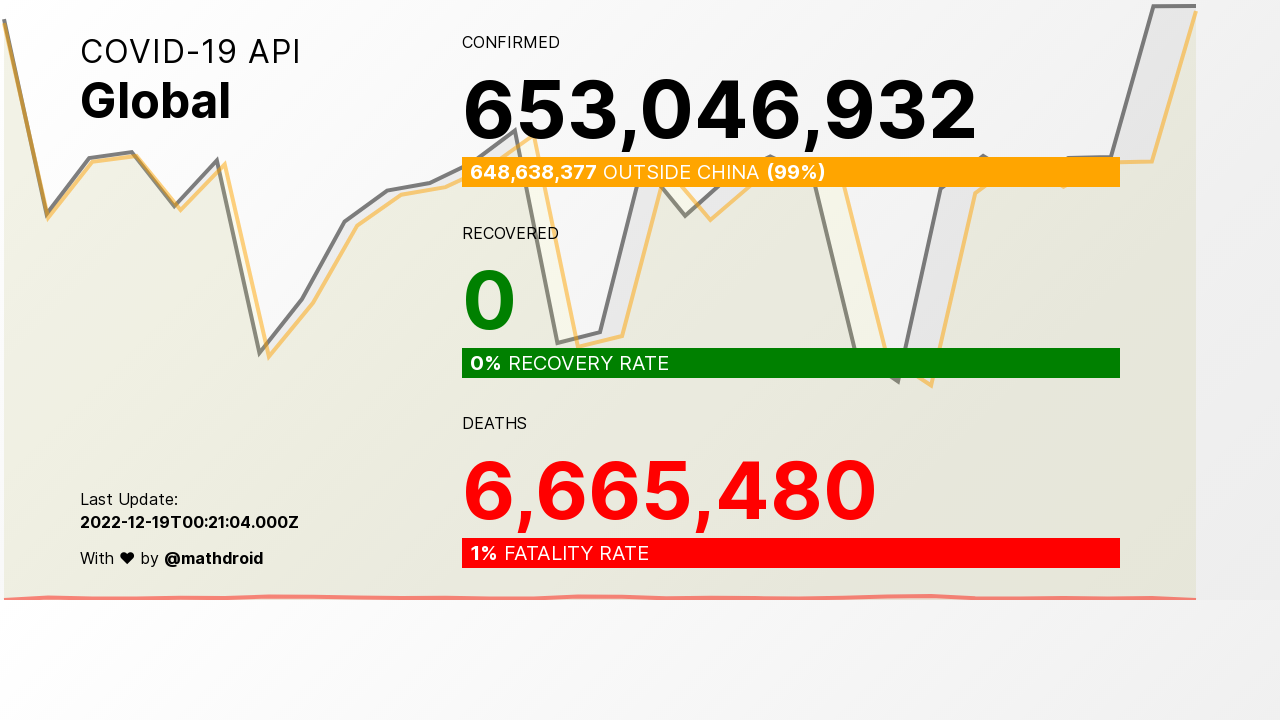 COVID-19 API
Global
CONFIRMED
653,046,932
648,638,377 OUTSIDE CHINA (99%)
RECOVERED
0
0% RECOVERY RATE
DEATHS
6,665,480
1% FATALITY RATE
Last Update:
2022-12-19T00:21:04.000Z
With ♥ by @mathdroid